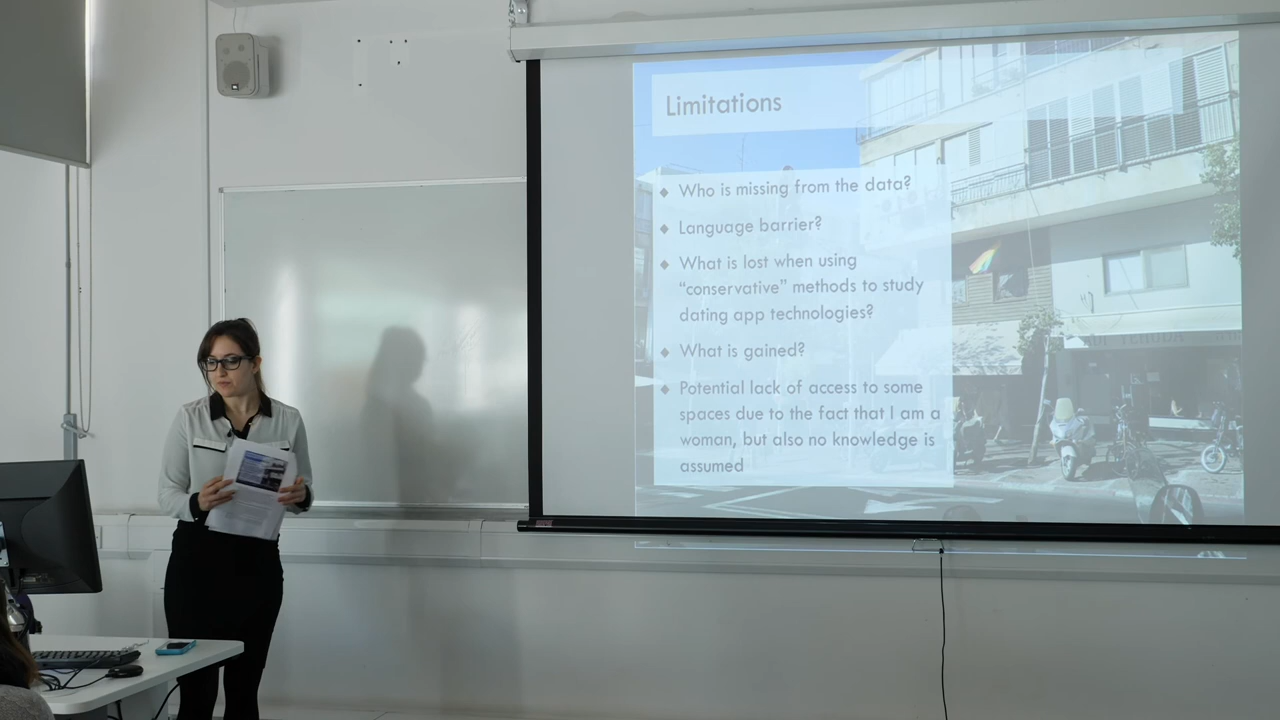 Limitations
Who is missing from the data?
Language barrier?
What is lost when using
“conservative” methods to study
dating app technologies?
What is gained?
Potential lack of access to some
spaces due to the fact that I am a
woman, but also no knowledge is
assumed